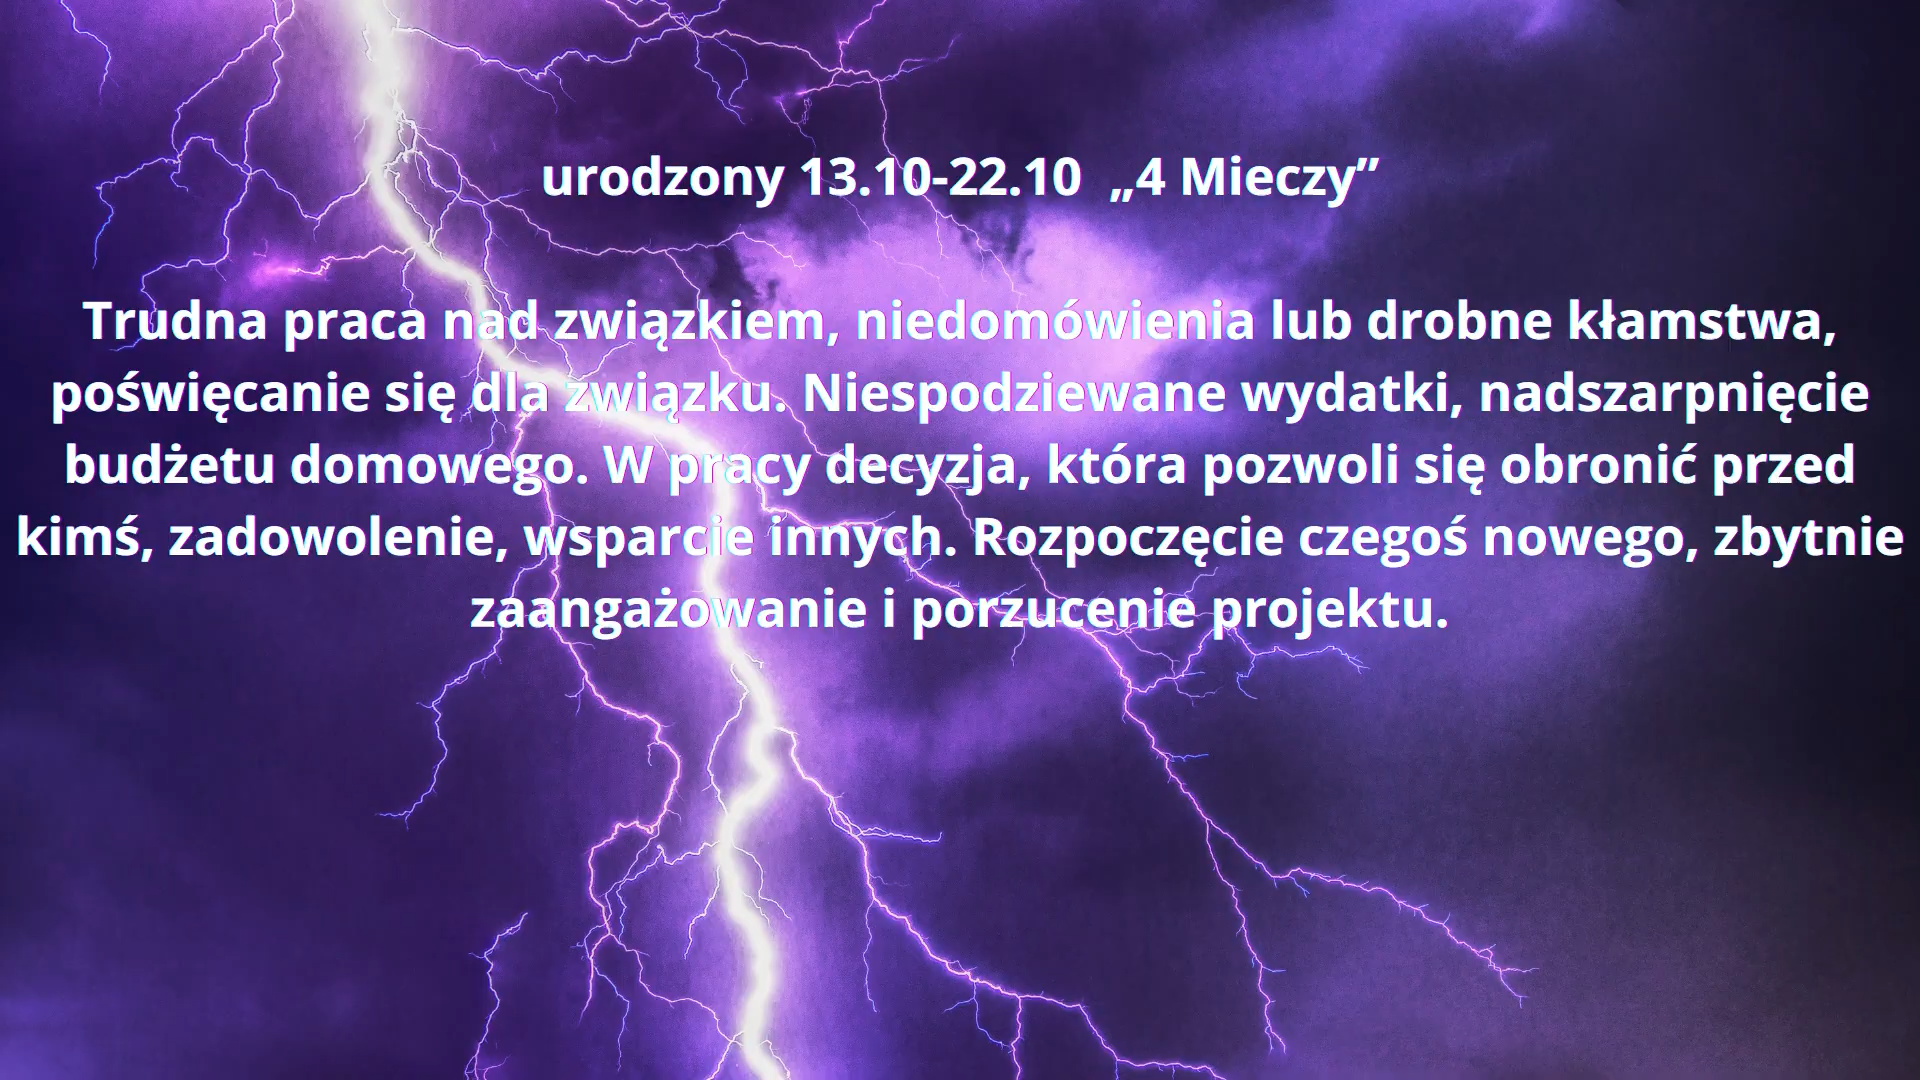 urodzony 13.10-22.10 „4 Mieczy”
Trudna praca nad związkiem, niedomówienia lub drobne kłamstwa,
poświęcanie się dla związku. Niespodziewane wydatki, nadszarpnięcie
budżetu domowego. W pracy decyzja, która pozwoli się obronić przed
kimś, zadowolenie, wsparcie innych. Rozpoczęcie czegoś nowego, zbytnie
zaangażowanie i porzucenie projektu.